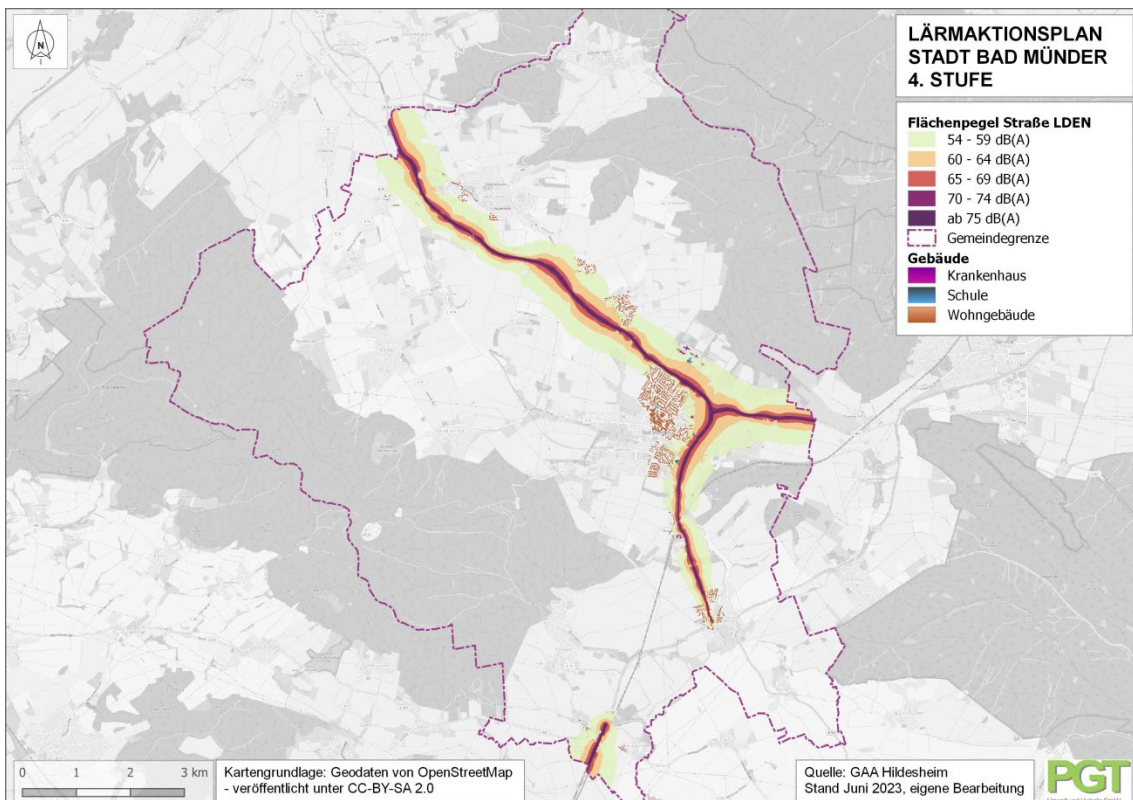 N
LÄRMAKTIONSPLAN
STADT BAD MÜNDER
4. STUFE
Flächenpegel Straße LDEN
54 - 59 dB(A)
60 - 64 dB(A)
65 - 69 dB(A)
70 - 74 dB(A)
ab 75 dB(A)
Gemeindegrenze
Gebäude
Krankenhaus
Schule
Wohngebäude
0 1 2 3 km
Kartengrundlage: Geodaten von OpenStreetMap
- veröffentlicht unter CC-BY-SA 2.0
Quelle: GAA Hildesheim
Stand Juni 2023, eigene Bearbeitung
PGT